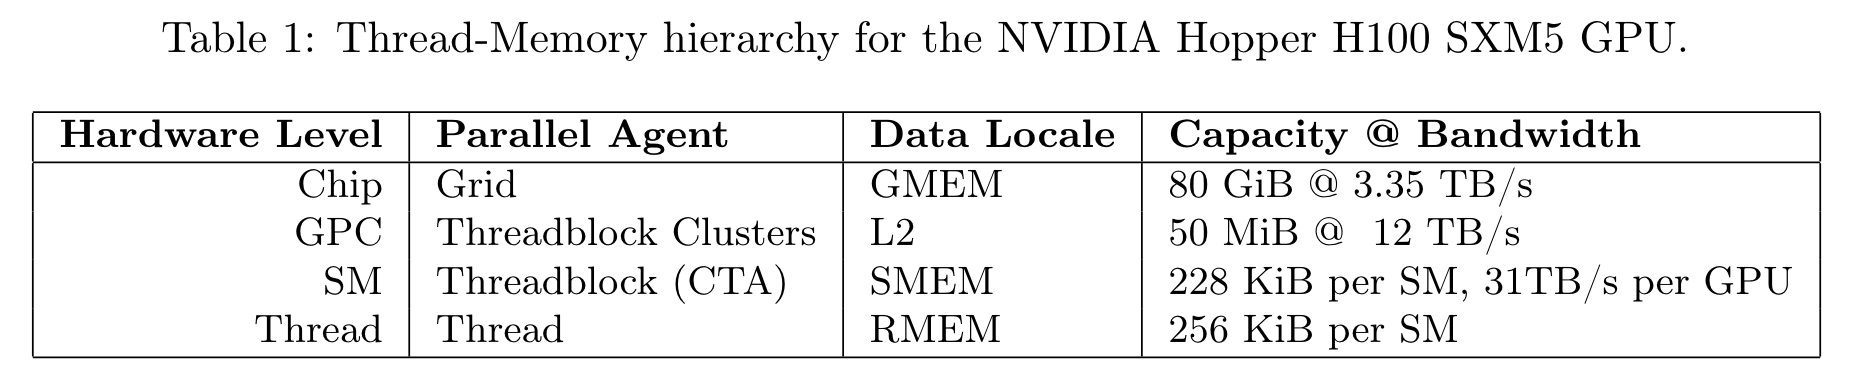 Table 1: Thread-Memory hierarchy for the NVIDIA Hopper H100 SXM5 GPU.
Hardware Level Parallel Agent Data Locale Capacity @ Bandwidth
Chip Grid GMEM 80 GiB @ 3.35 TB/s
GPC Threadblock Clusters L2 50 MiB @ 12 TB/s
SM Threadblock (CTA) SMEM 228 KiB per SM, 31TB/s per GPU
Thread Thread RMEM 256 KiB per SM